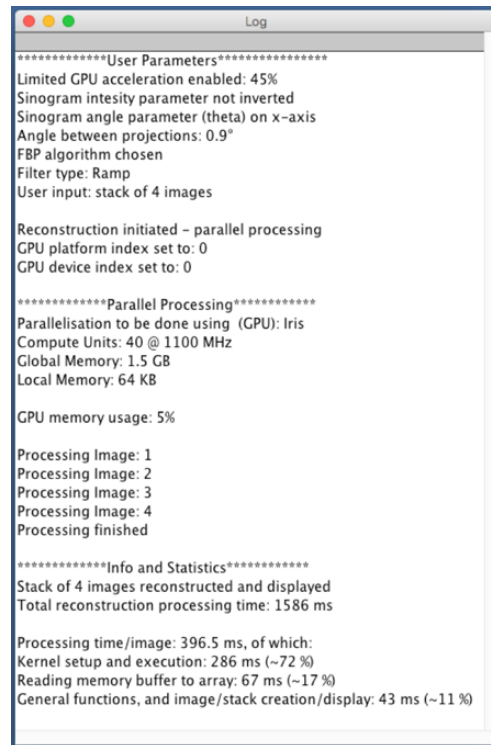 Log
*************User Parameters****************
Limited GPU acceleration enabled: 45%
Sinogram intesity parameter not inverted
Sinogram angle parameter (theta) on x-axis
Angle between projections: 0.9°
FBP algorithm chosen
Filter type: Ramp
User input: stack of 4 images
Reconstruction initiated – parallel processing
GPU platform index set to: 0
GPU device index set to: 0
*************Parallel Processing************
Parallelisation to be done using  (GPU): Iris
Compute Units: 40 @ 1100 MHz
Global Memory: 1.5 GB
Local Memory: 64 KB
GPU memory usage: 5%
Processing Image: 1
Processing Image: 2
Processing Image: 3
Processing Image: 4
Processing finished
*************Info and Statistics************
Stack of 4 images reconstructed and displayed
Total reconstruction processing time: 1586 ms
Processing time/image: 396.5 ms, of which:
Kernel setup and execution: 286 ms (~72 %)
Reading memory buffer to array: 67 ms (~17 %)
General functions, and image/stack creation/display: 43 ms (~11 %)